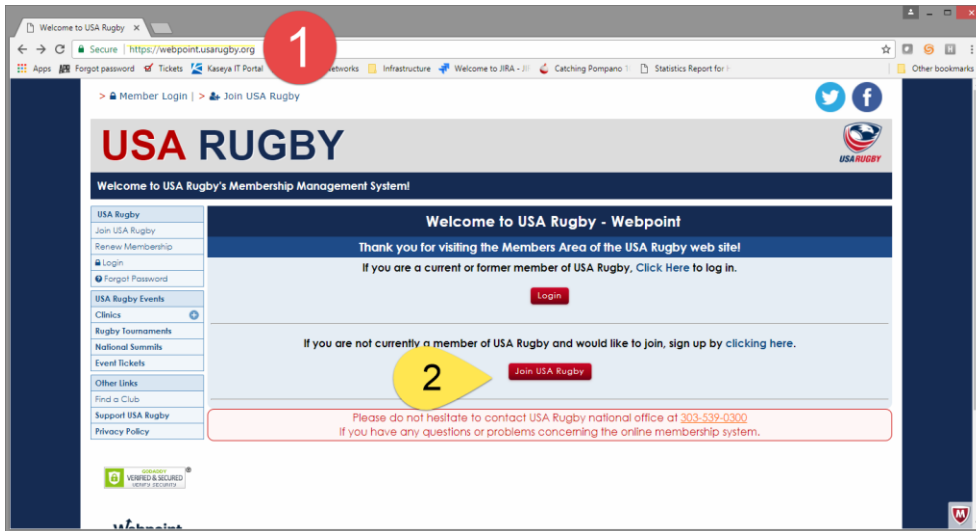 Welcome to USA Rugby
1
Secure | https://webpoint.usarugby.org
Apps Forgot password Tickets Kaseya IT Portal etworks Infrastructure Welcome to JIRA - JI Catching Pompano Statistics Report for Other bookmarks
> Member Login | > Join USA Rugby
USA RUGBY
USA RUGBY
Welcome to USA Rugby's Membership Management System!
USA Rugby
Join USA Rugby
Renew Membership
Login
Forgot Password
USA Rugby Events
Clinics
Rugby Tournaments
National Summits
Event Tickets
Other Links
Find a Club
Support USA Rugby
Privacy Policy
Welcome to USA Rugby - Webpoint
Thank you for visiting the Members Area of the USA Rugby web site!
If you are a current or former member of USA Rugby, Click Here to log in.
Login
If you are not currently a member of USA Rugby and would like to join, sign up by clicking here.
2
Join USA Rugby
Please do not hesitate to contact USA Rugby national office at 303-539-0300
If you have any questions or problems concerning the online membership system.
GODADDY
VERIFIED & SECURED
VERIFY SECURITY
Webpoint